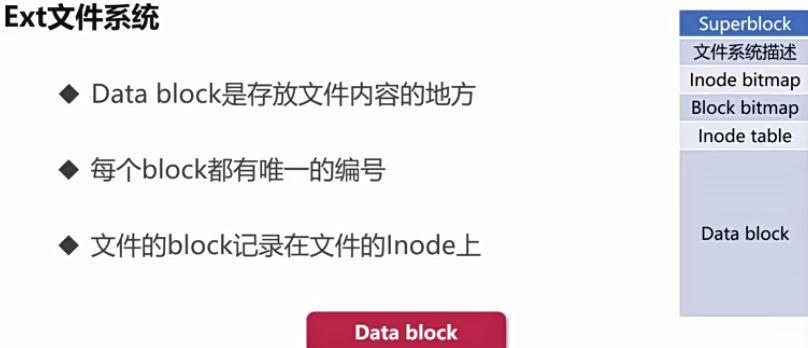 Ext文件系统
◆ Data block是存放文件内容的地方
◆ 每个block都有唯一的编号
◆ 文件的block记录在文件的Inode上
Data block
Superblock
文件系统描述
Inode bitmap
Block bitmap
Inode table
Data block